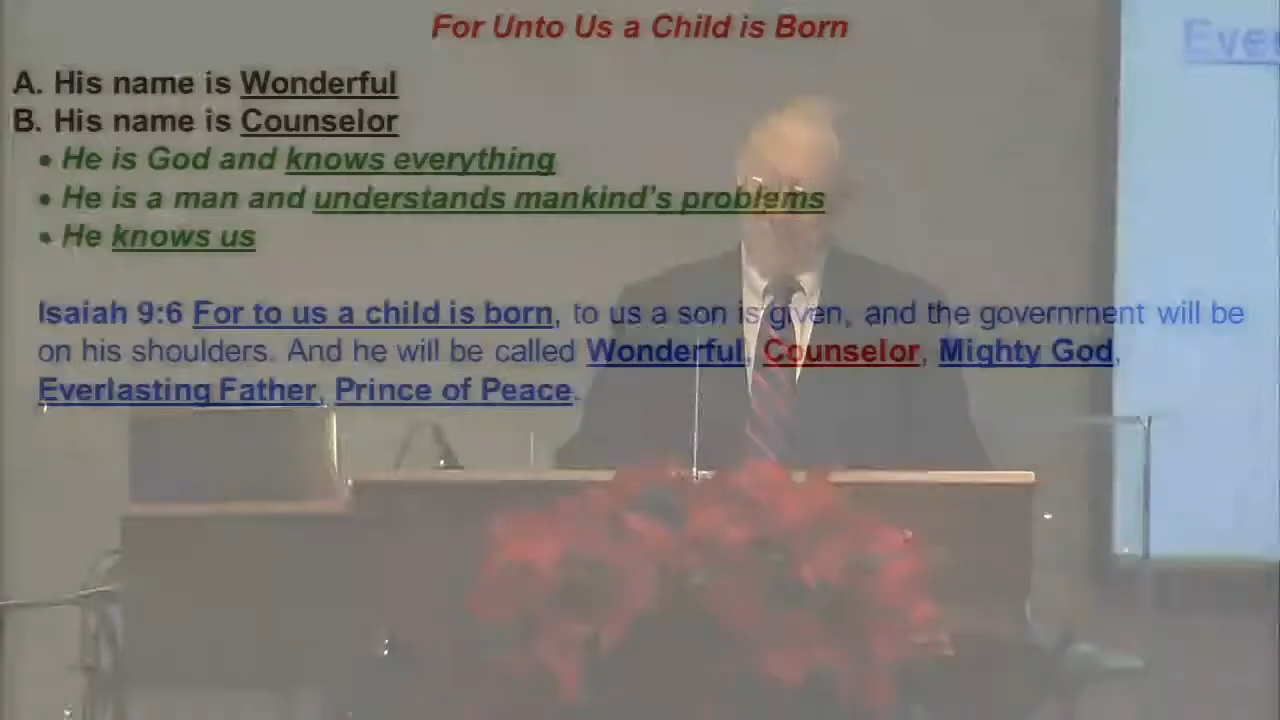 For Unto Us a Child is Born
A. His name is Wonderful
B. His name is Counselor
• He is God and knows everything
• He is a man and understands mankind's problems
• He knows us
Isaiah 9:6 For to us a child is born, to us a son is given, and the government will be
on his shoulders. And he will be called Wonderful, Counselor, Mighty God,
Everlasting Father, Prince of Peace.